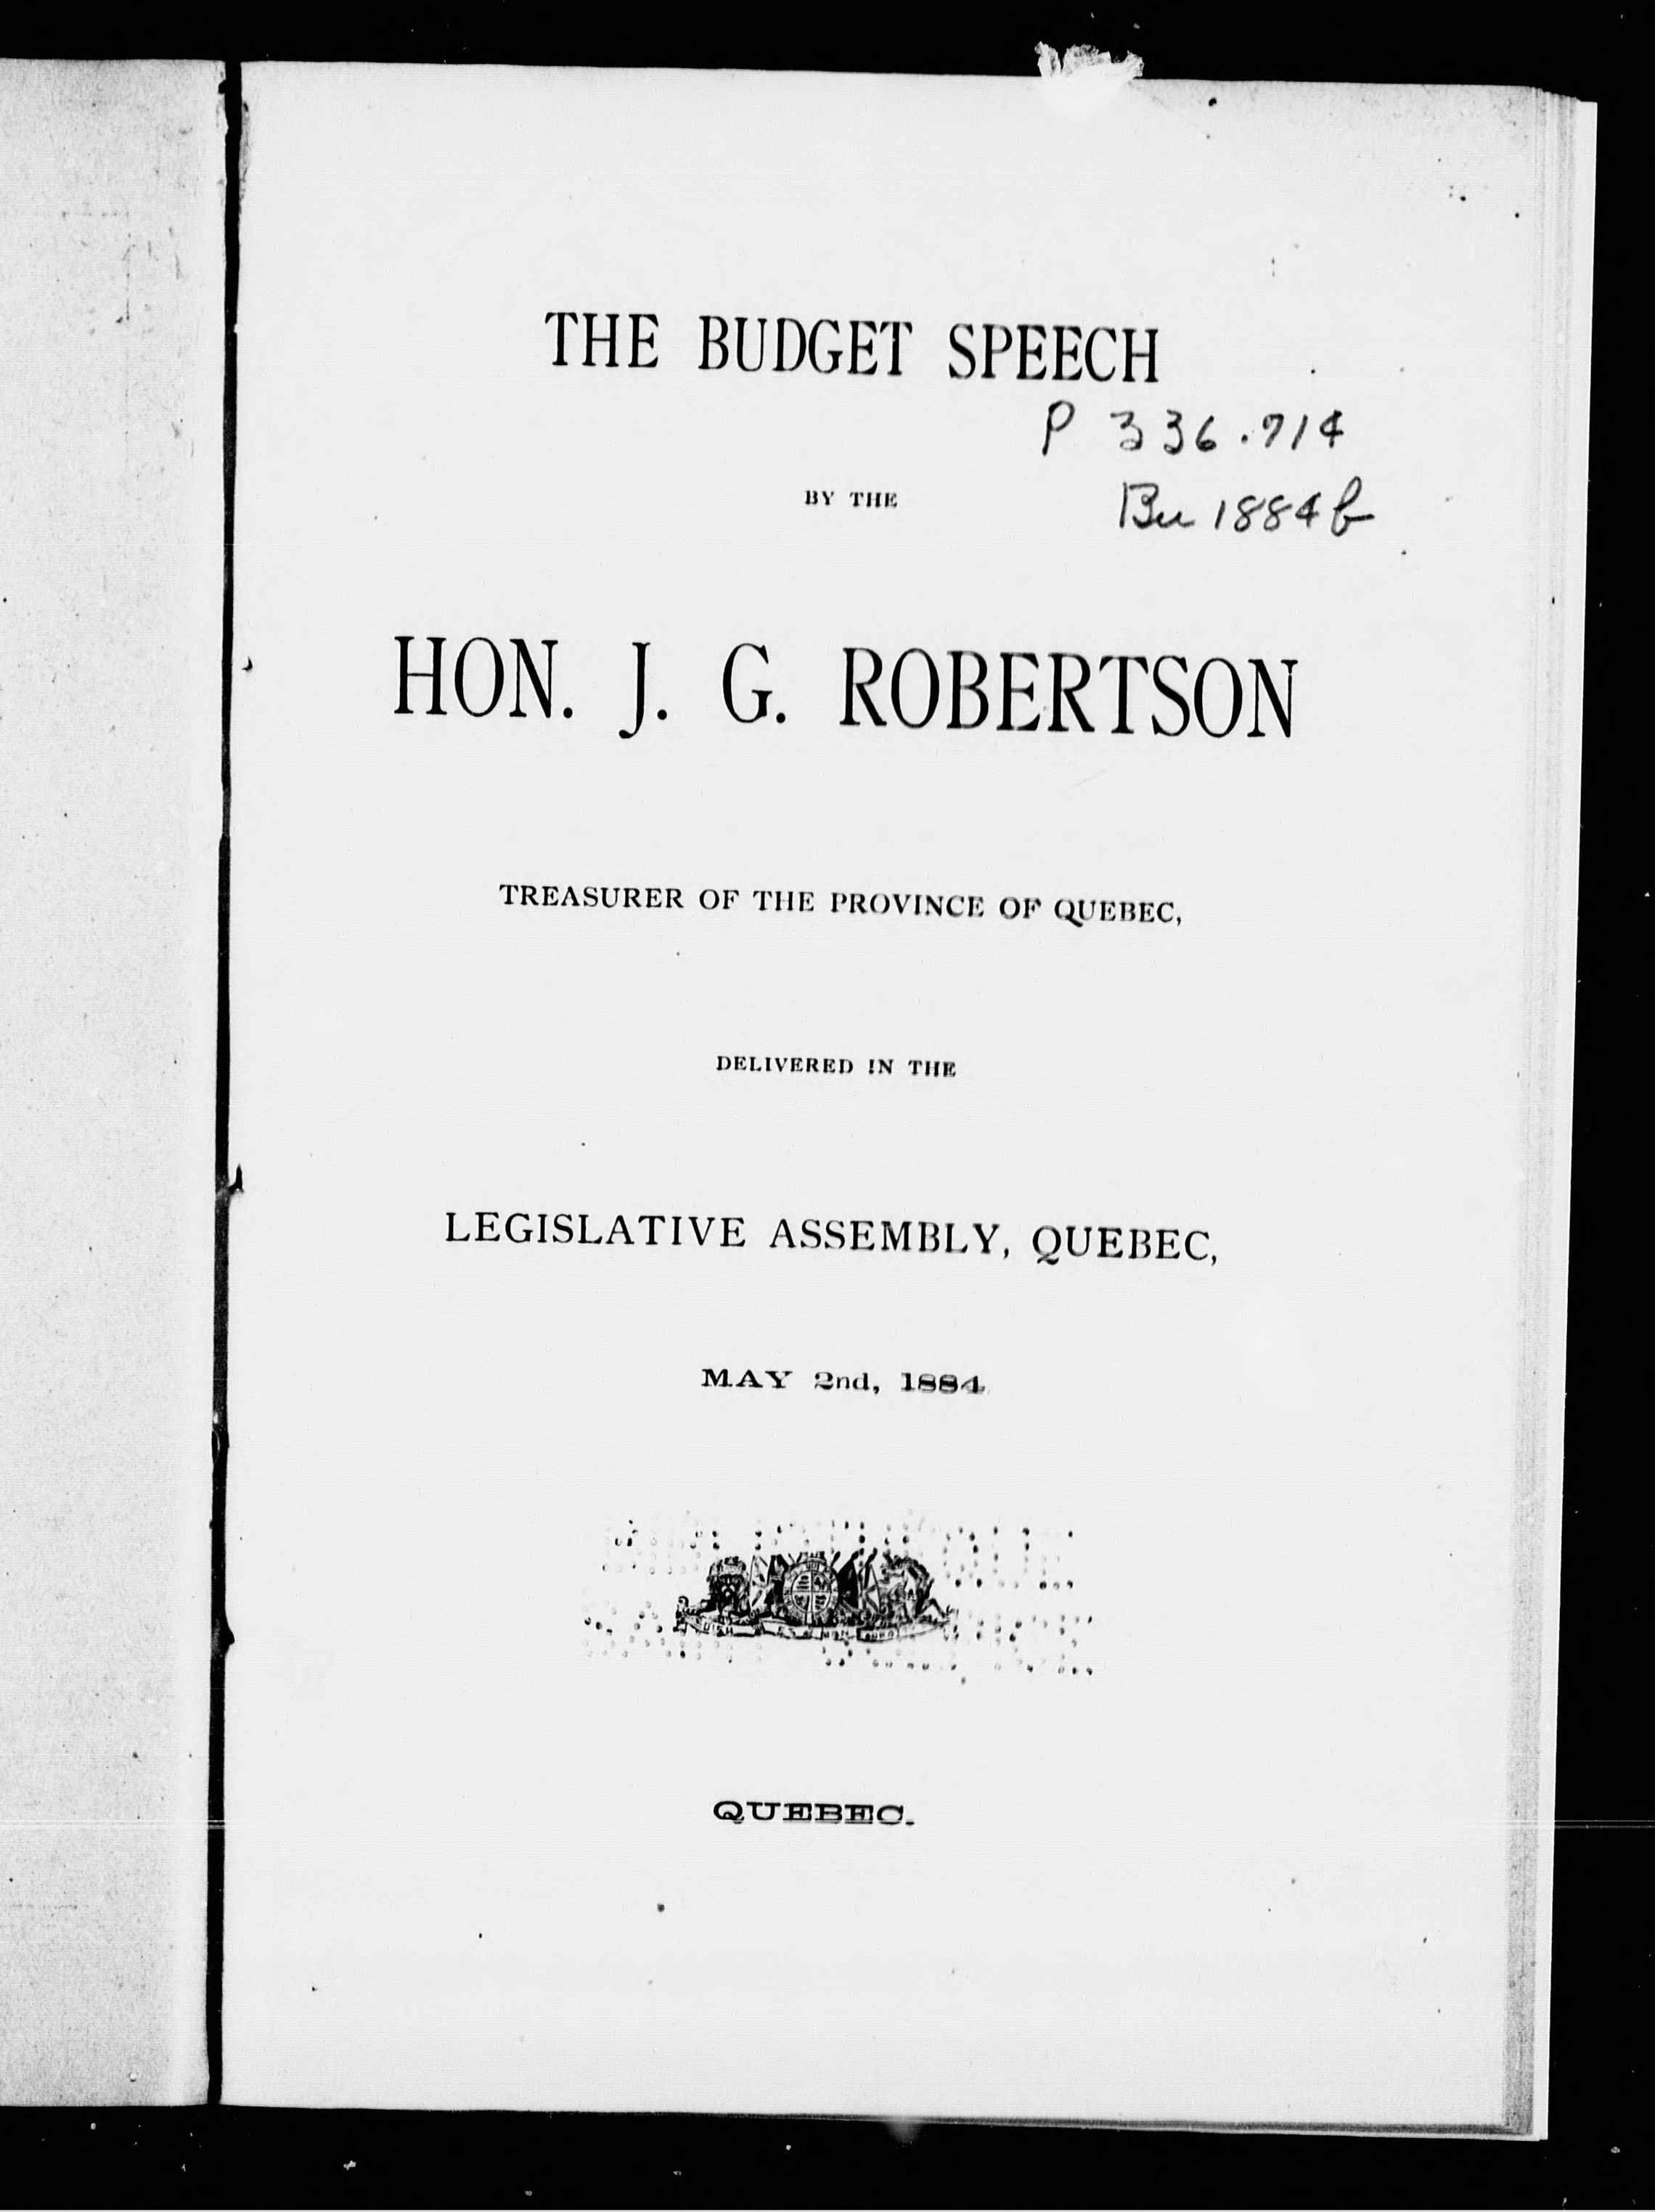 THE BUDGET SPEECH
P 336.714
BY THE
Bu 1884 b
HON. J. G. ROBERTSON
TREASURER OF THE PROVINCE OF QUEBEC,
DELIVERED IN THE
LEGISLATIVE ASSEMBLY, QUEBEC,
MAY 2nd, 1884
QUEBEC.